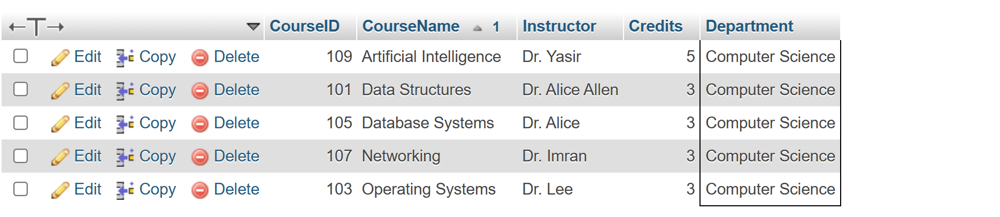 CourseID CourseName 1 Instructor Credits Department
Edit Copy Delete 109 Artificial Intelligence Dr. Yasir 5 Computer Science
Edit Copy Delete 101 Data Structures Dr. Alice Allen 3 Computer Science
Edit Copy Delete 105 Database Systems Dr. Alice 3 Computer Science
Edit Copy Delete 107 Networking Dr. Imran 3 Computer Science
Edit Copy Delete 103 Operating Systems Dr. Lee 3 Computer Science